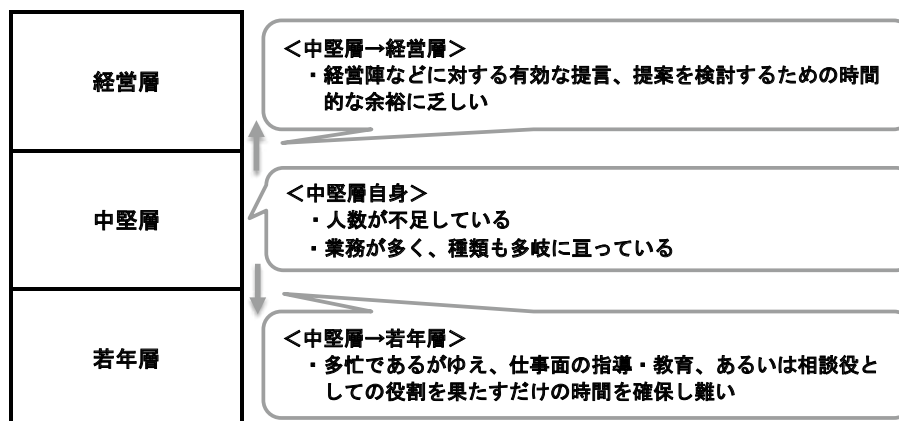 経営層
＜中堅層→経営層＞
・経営陣などに対する有効な提言、提案を検討するための時間
的な余裕に乏しい
中堅層
＜中堅層自身＞
・人数が不足している
・業務が多く、種類も多岐に亘っている
若年層
＜中堅層→若年層＞
・多忙であるがゆえ、仕事面の指導・教育、あるいは相談役と
しての役割を果たすだけの時間を確保し難い